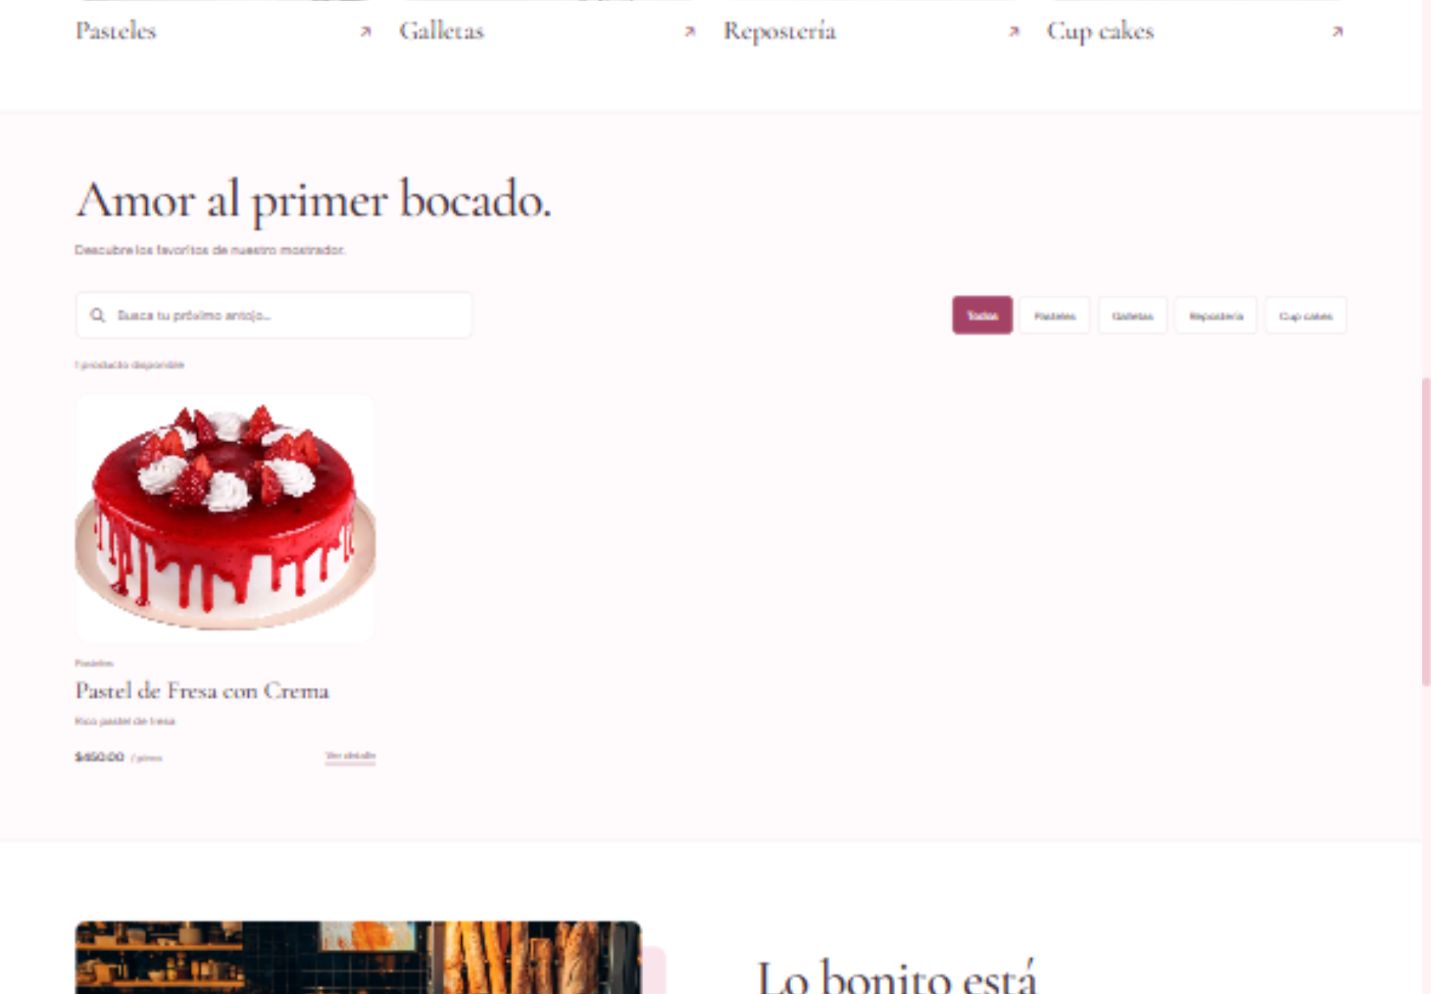 Pasteles
Galletas
Repostería
Cup cakes
Amor al primer bocado.
Descubre los favoritos de nuestro mostrador.
Busca tu próximo antojo...
Todos
Pasteles
Galletas
Repostería
Cup cakes
1 producto disponible
Pasteles
Pastel de Fresa con Crema
Rico pastel de fresa
$450.00
Ver detalle
Lo bonito está